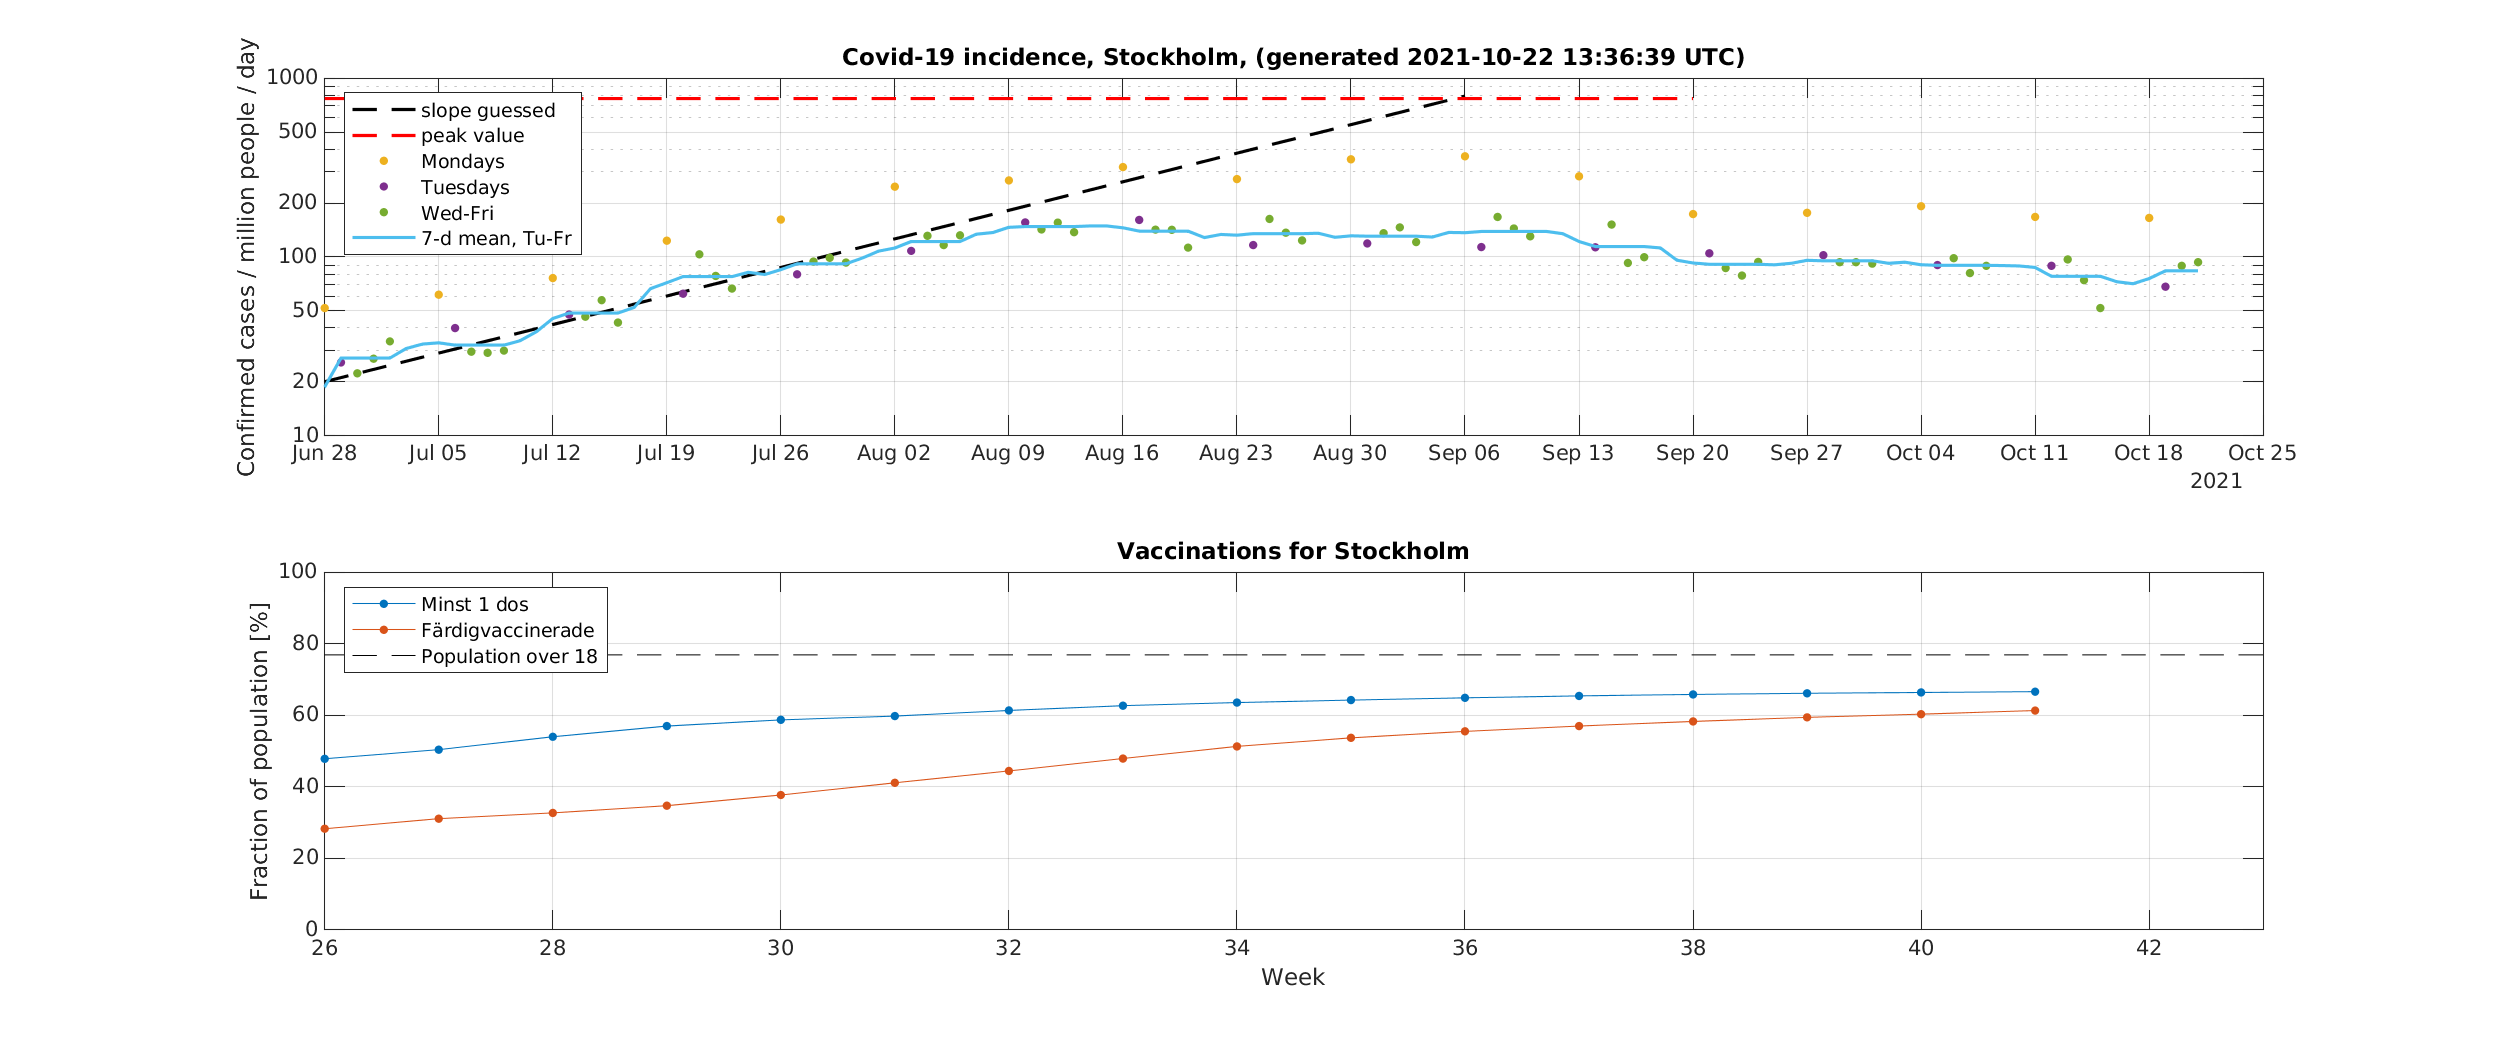 Covid-19 incidence, Stockholm, (generated 2021-10-22 13:36:39 UTC)
Confirmed cases / million people / day
1000
500
200
100
50
20
10
slope guessed
peak value
Mondays
Tuesdays
Wed-Fri
7-d mean, Tu-Fr
Jun 28 Jul 05 Jul 12 Jul 19 Jul 26 Aug 02 Aug 09 Aug 16 Aug 23 Aug 30 Sep 06 Sep 13 Sep 20 Sep 27 Oct 04 Oct 11 Oct 18 Oct 25
2021
Vaccinations for Stockholm
Fraction of population [%]
100
80
60
40
20
0
Minst 1 dos
Färdigvaccinerade
Population over 18
26 28 30 32 34 36 38 40 42
Week